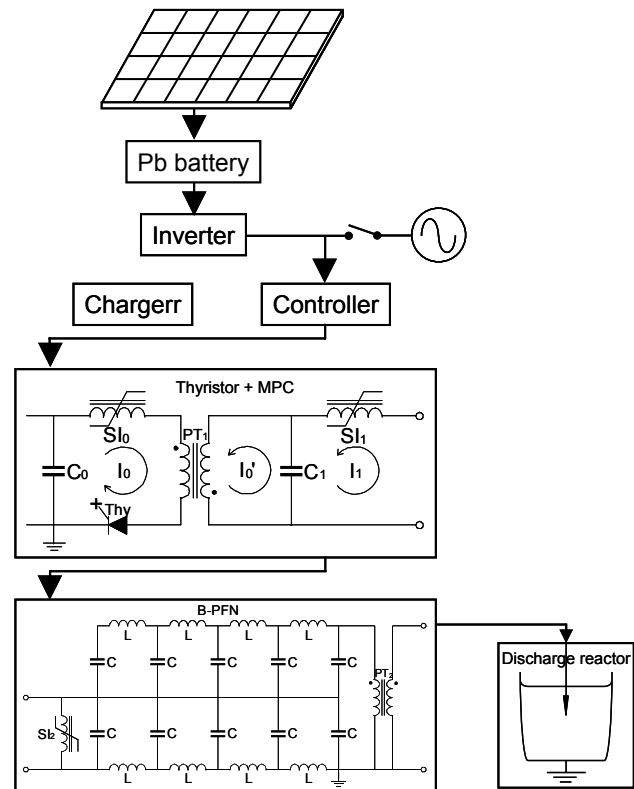 Pb battery
Inverter
Chargerr
Controller
Thyristor + MPC
SI₀
PT₁
SI₁
C₀
I₀
I₀'
C₁
I₁
+
Thy
B-PFN
L L L L
C C C C C
PT₂
Discharge reactor
SI₂
C C C C C
L L L L